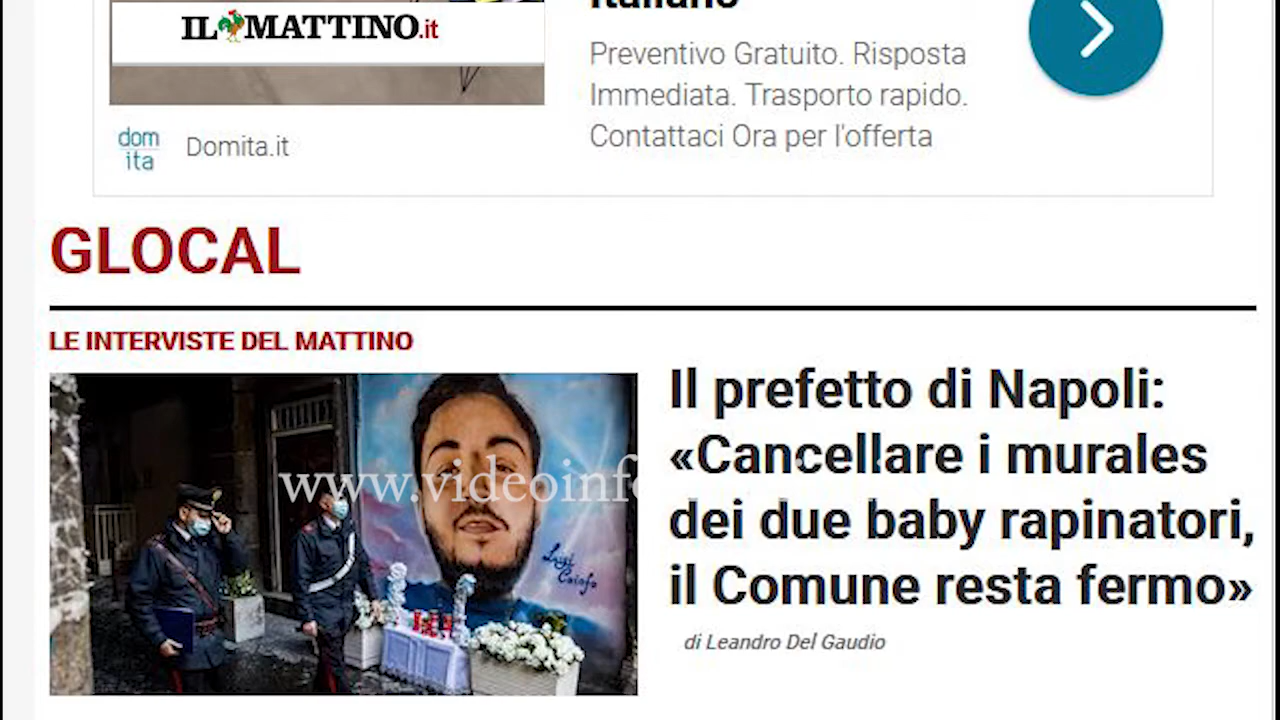 IL MATTINO.it
Preventivo Gratuito. Risposta
Immediata. Trasporto rapido.
Contattaci Ora per l'offerta
dom
ita
Domita.it
GLOCAL
LE INTERVISTE DEL MATTINO
Il prefetto di Napoli:
«Cancellare i murales
dei due baby rapinatori,
il Comune resta fermo»
di Leandro Del Gaudio
www.videoinfo
Luigi
Caiafa